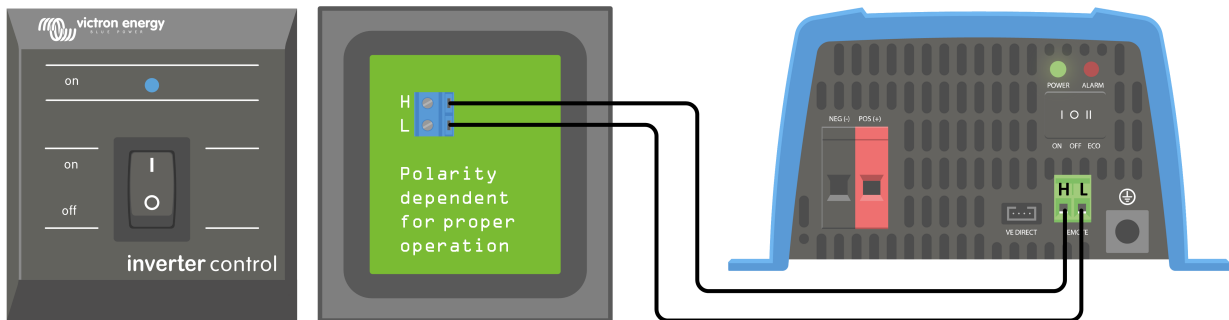 victron energy
BLUE POWER
on
on
I
O
off
inverter control
H
L
Polarity
dependent
for proper
operation
NEG (-) POS (+)
POWER ALARM
I O II
ON OFF ECO
H L
VE DIRECT
REMOTE